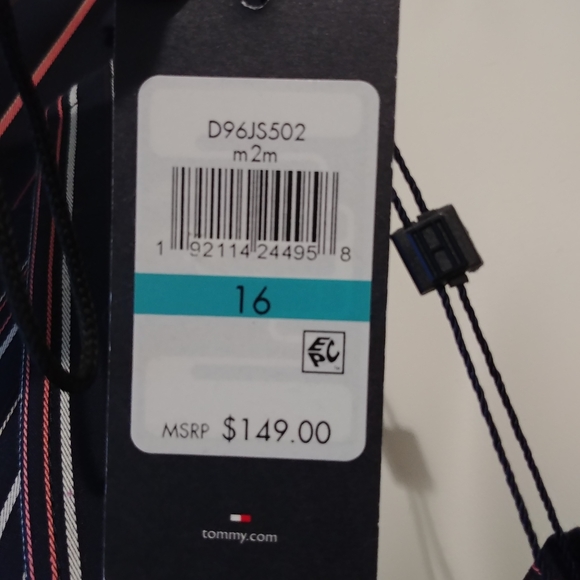 D96JS502
m2m
1 92114 24495 8
16
EPC
MSRP $149.00
tommy.com